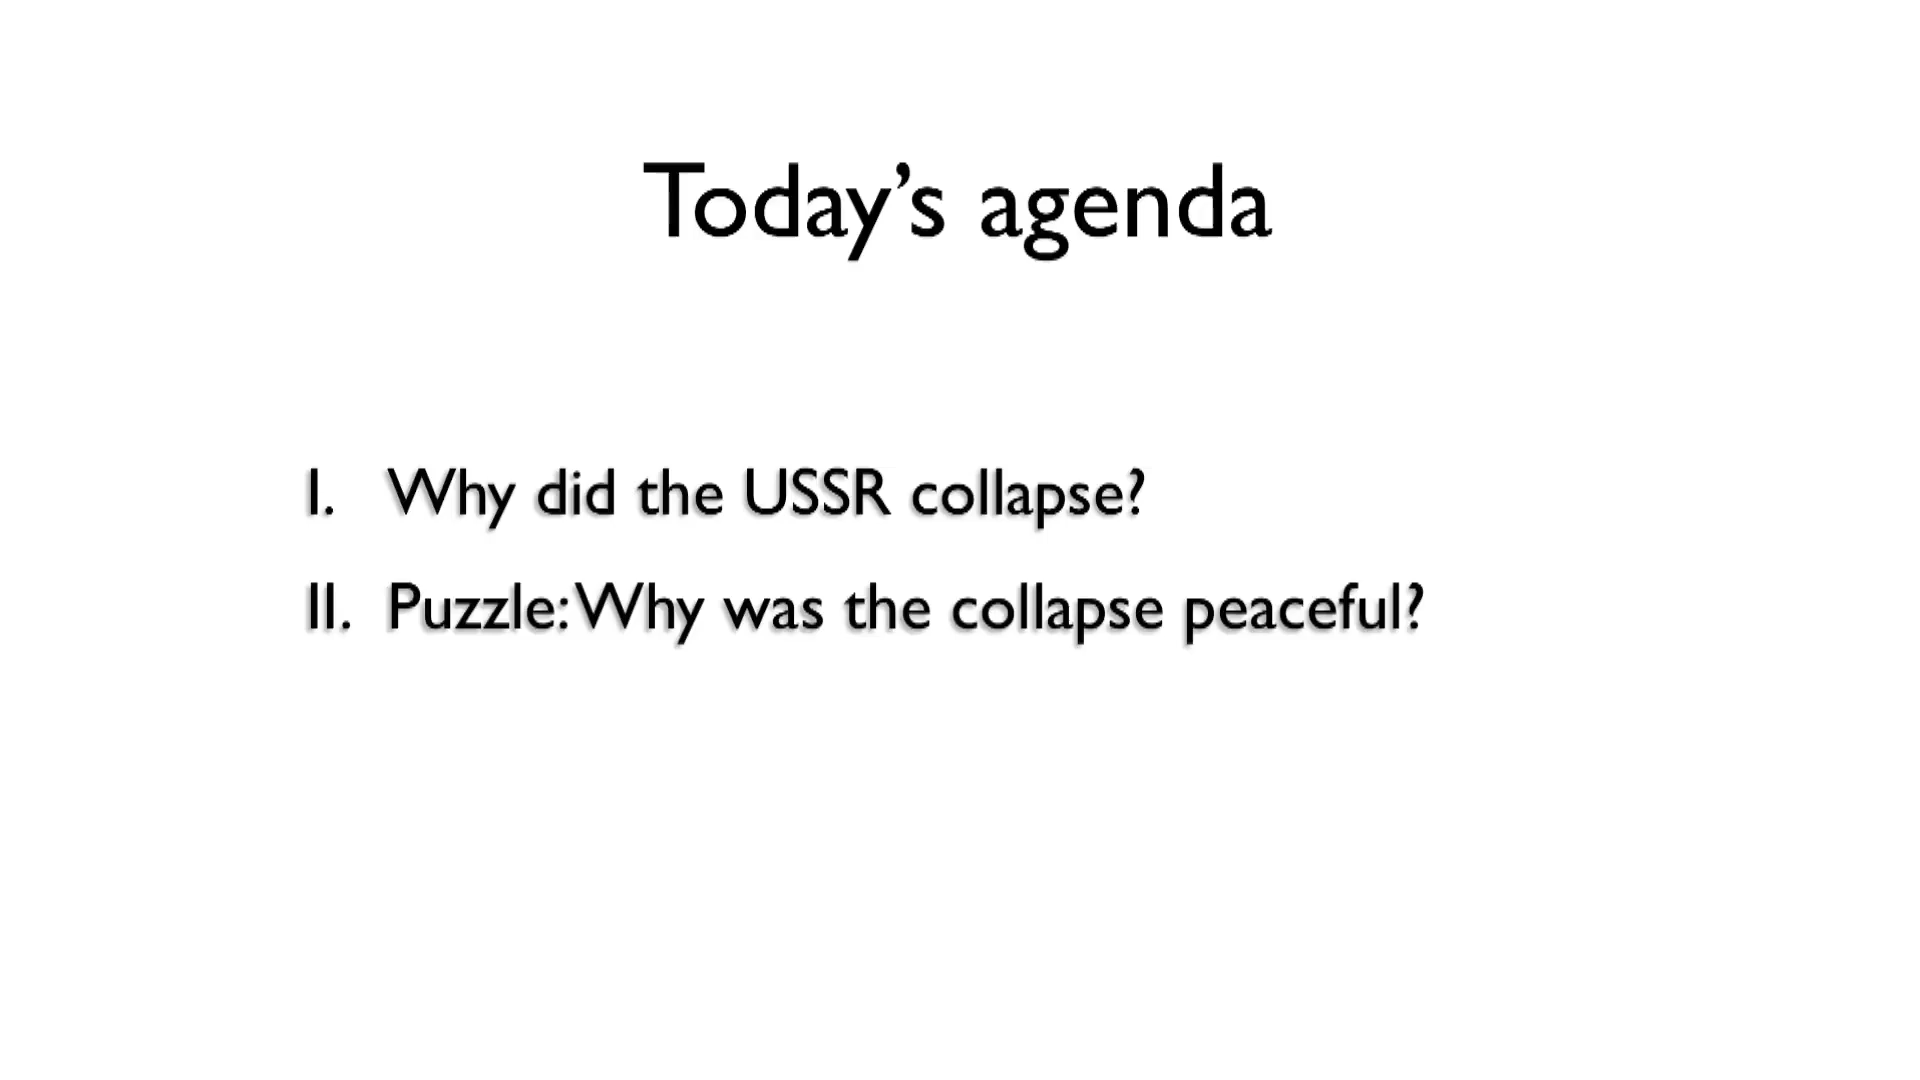 Today’s agenda
I. Why did the USSR collapse?
II. Puzzle: Why was the collapse peaceful?